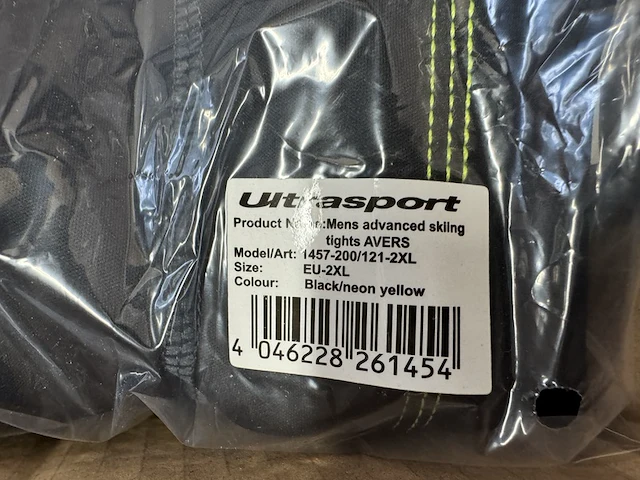 Ultrasport
Product Name:Mens advanced skiing
tights AVERS
Model/Art: 1457-200/121-2XL
Size: EU-2XL
Colour: Black/neon yellow
4 046228 261454